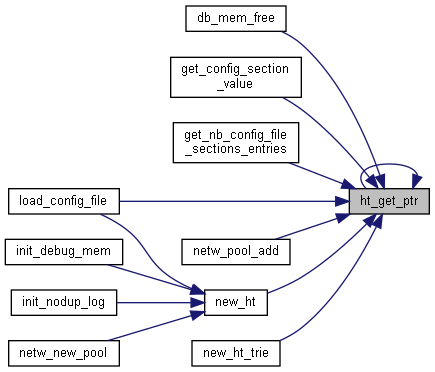 db_mem_free
get_config_section
_value
get_nb_config_file
_sections_entries
ht_get_ptr
load_config_file
init_debug_mem
netw_pool_add
init_nodup_log
new_ht
netw_new_pool
new_ht_trie